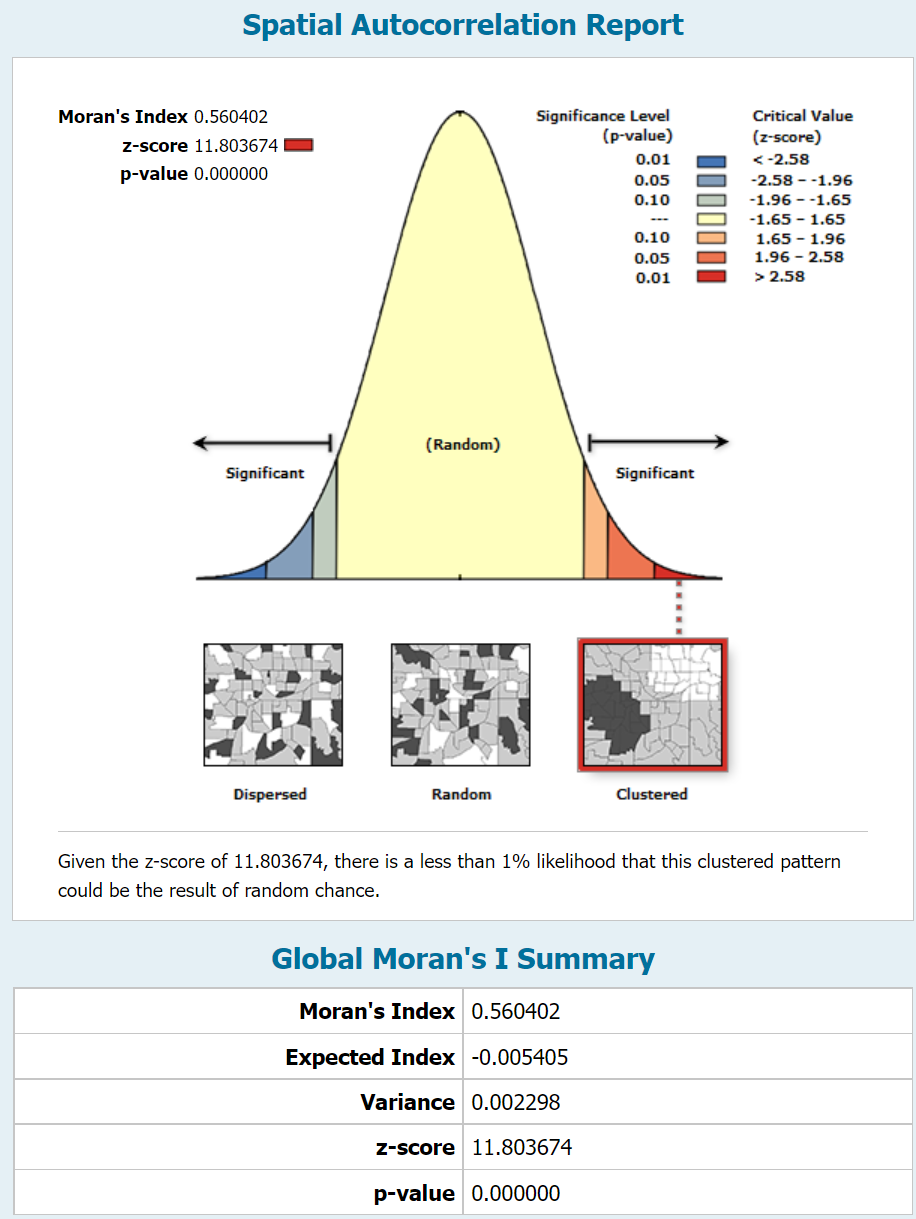 Spatial Autocorrelation Report
Moran's Index 0.560402
z-score 11.803674
p-value 0.000000
Significance Level
(p-value)
Critical Value
(z-score)
0.01 < -2.58
0.05 -2.58 – -1.96
0.10 -1.96 – -1.65
--- -1.65 – 1.65
0.10 1.65 – 1.96
0.05 1.96 – 2.58
0.01 > 2.58
(Random)
Significant
Significant
Dispersed
Random
Clustered
Given the z-score of 11.803674, there is a less than 1% likelihood that this clustered pattern
could be the result of random chance.
Global Moran's I Summary
Moran's Index 0.560402
Expected Index -0.005405
Variance 0.002298
z-score 11.803674
p-value 0.000000